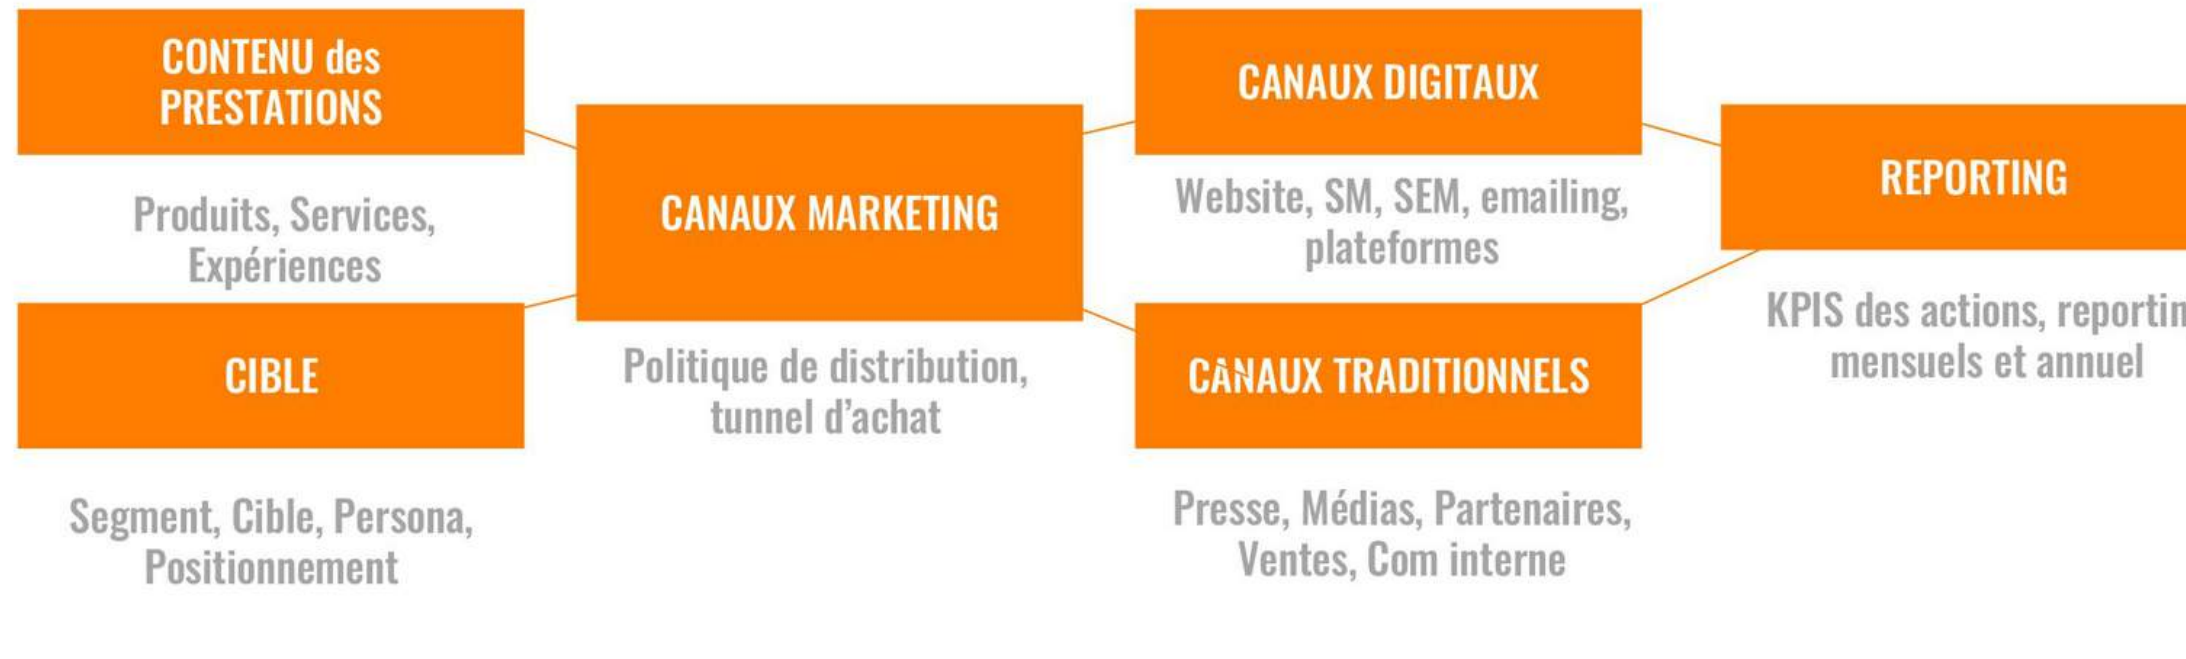 CONTENU des
PRESTATIONS
Produits, Services,
Expériences
CIBLE
Segment, Cible, Persona,
Positionnement
CANAUX MARKETING
Politique de distribution,
tunnel d’achat
CANAUX DIGITAUX
Website, SM, SEM, emailing,
plateformes
CANAUX TRADITIONNELS
Presse, Médias, Partenaires,
Ventes, Com interne
REPORTING
KPIS des actions,
mensuels et annuel